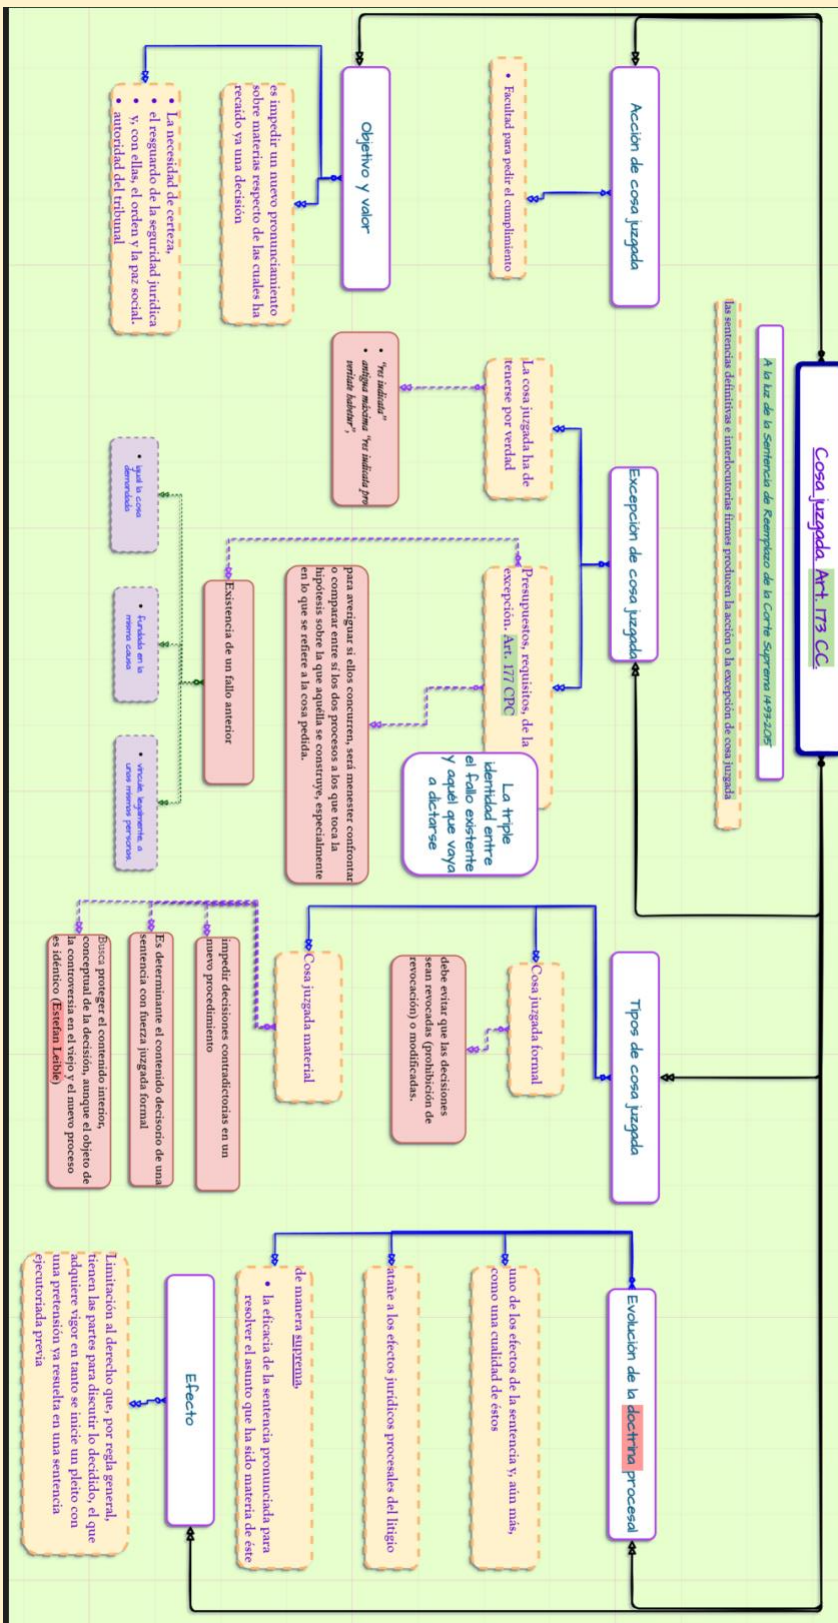 Cosa juzgada Art. 173 CC.
A la luz de la Sentencia de Reemplazo de la Corte Suprema 1493-2015
las sentencias definitivas e interlocutorias firmes producen la acción o la excepción de cosa juzgada
Acción de cosa juzgada
• Facultad para pedir el cumplimiento
Objetivo y valor
es impedir un nuevo pronunciamiento
sobre materias respecto de las cuales ha
recaído ya una decisión
• La necesidad de certeza,
• el resguardo de la seguridad jurídica
• y, con ellas, el orden y la paz social.
• autoridad del tribunal
Excepción de cosa juzgada
La cosa juzgada ha de
tenerse por verdad
• "res iudicata"
• antigua máxima "res iudicata pro
veritate habetur",
Presupuestos, requisitos, de la
excepción. Art. 177 CPC
La triple
identidad entre
el fallo existente
y aquél que vaya
a dictarse
para averiguar si ellos concurren, será menester confrontar
o comparar entre sí los dos procesos a los que toca la
hipótesis sobre la que aquélla se construye, especialmente
en lo que se refiere a la cosa pedida.
Existencia de un fallo anterior
• igual la cosa
demandada
• fundada en la
misma causa
• vincule, legalmente, a
unas mismas personas.
Tipos de cosa juzgada
Cosa juzgada formal
debe evitar que las decisiones
sean revocadas (prohibición de
revocación) o modificadas.
Cosa juzgada material
impedir decisiones contradictorias en un
nuevo procedimiento
Es determinante el contenido decisorio de una
sentencia con fuerza juzgada formal
Busca proteger el contenido interior,
conceptual de la decisión, aunque el objeto de
la controversia en el viejo y el nuevo proceso
es idéntico (Estefan Leible)
Evolución de la doctrina procesal
uno de los efectos de la sentencia y, aún más,
como una cualidad de éstos
atañe a los efectos jurídicos procesales del litigio
de manera suprema,
• la eficacia de la sentencia pronunciada para
resolver el asunto que ha sido materia de éste
Efecto
Limitación al derecho que, por regla general,
tienen las partes para discutir lo decidido, el que
adquiere vigor en tanto se inicie un pleito con
una pretensión ya resuelta en una sentencia
ejecutoriada previa